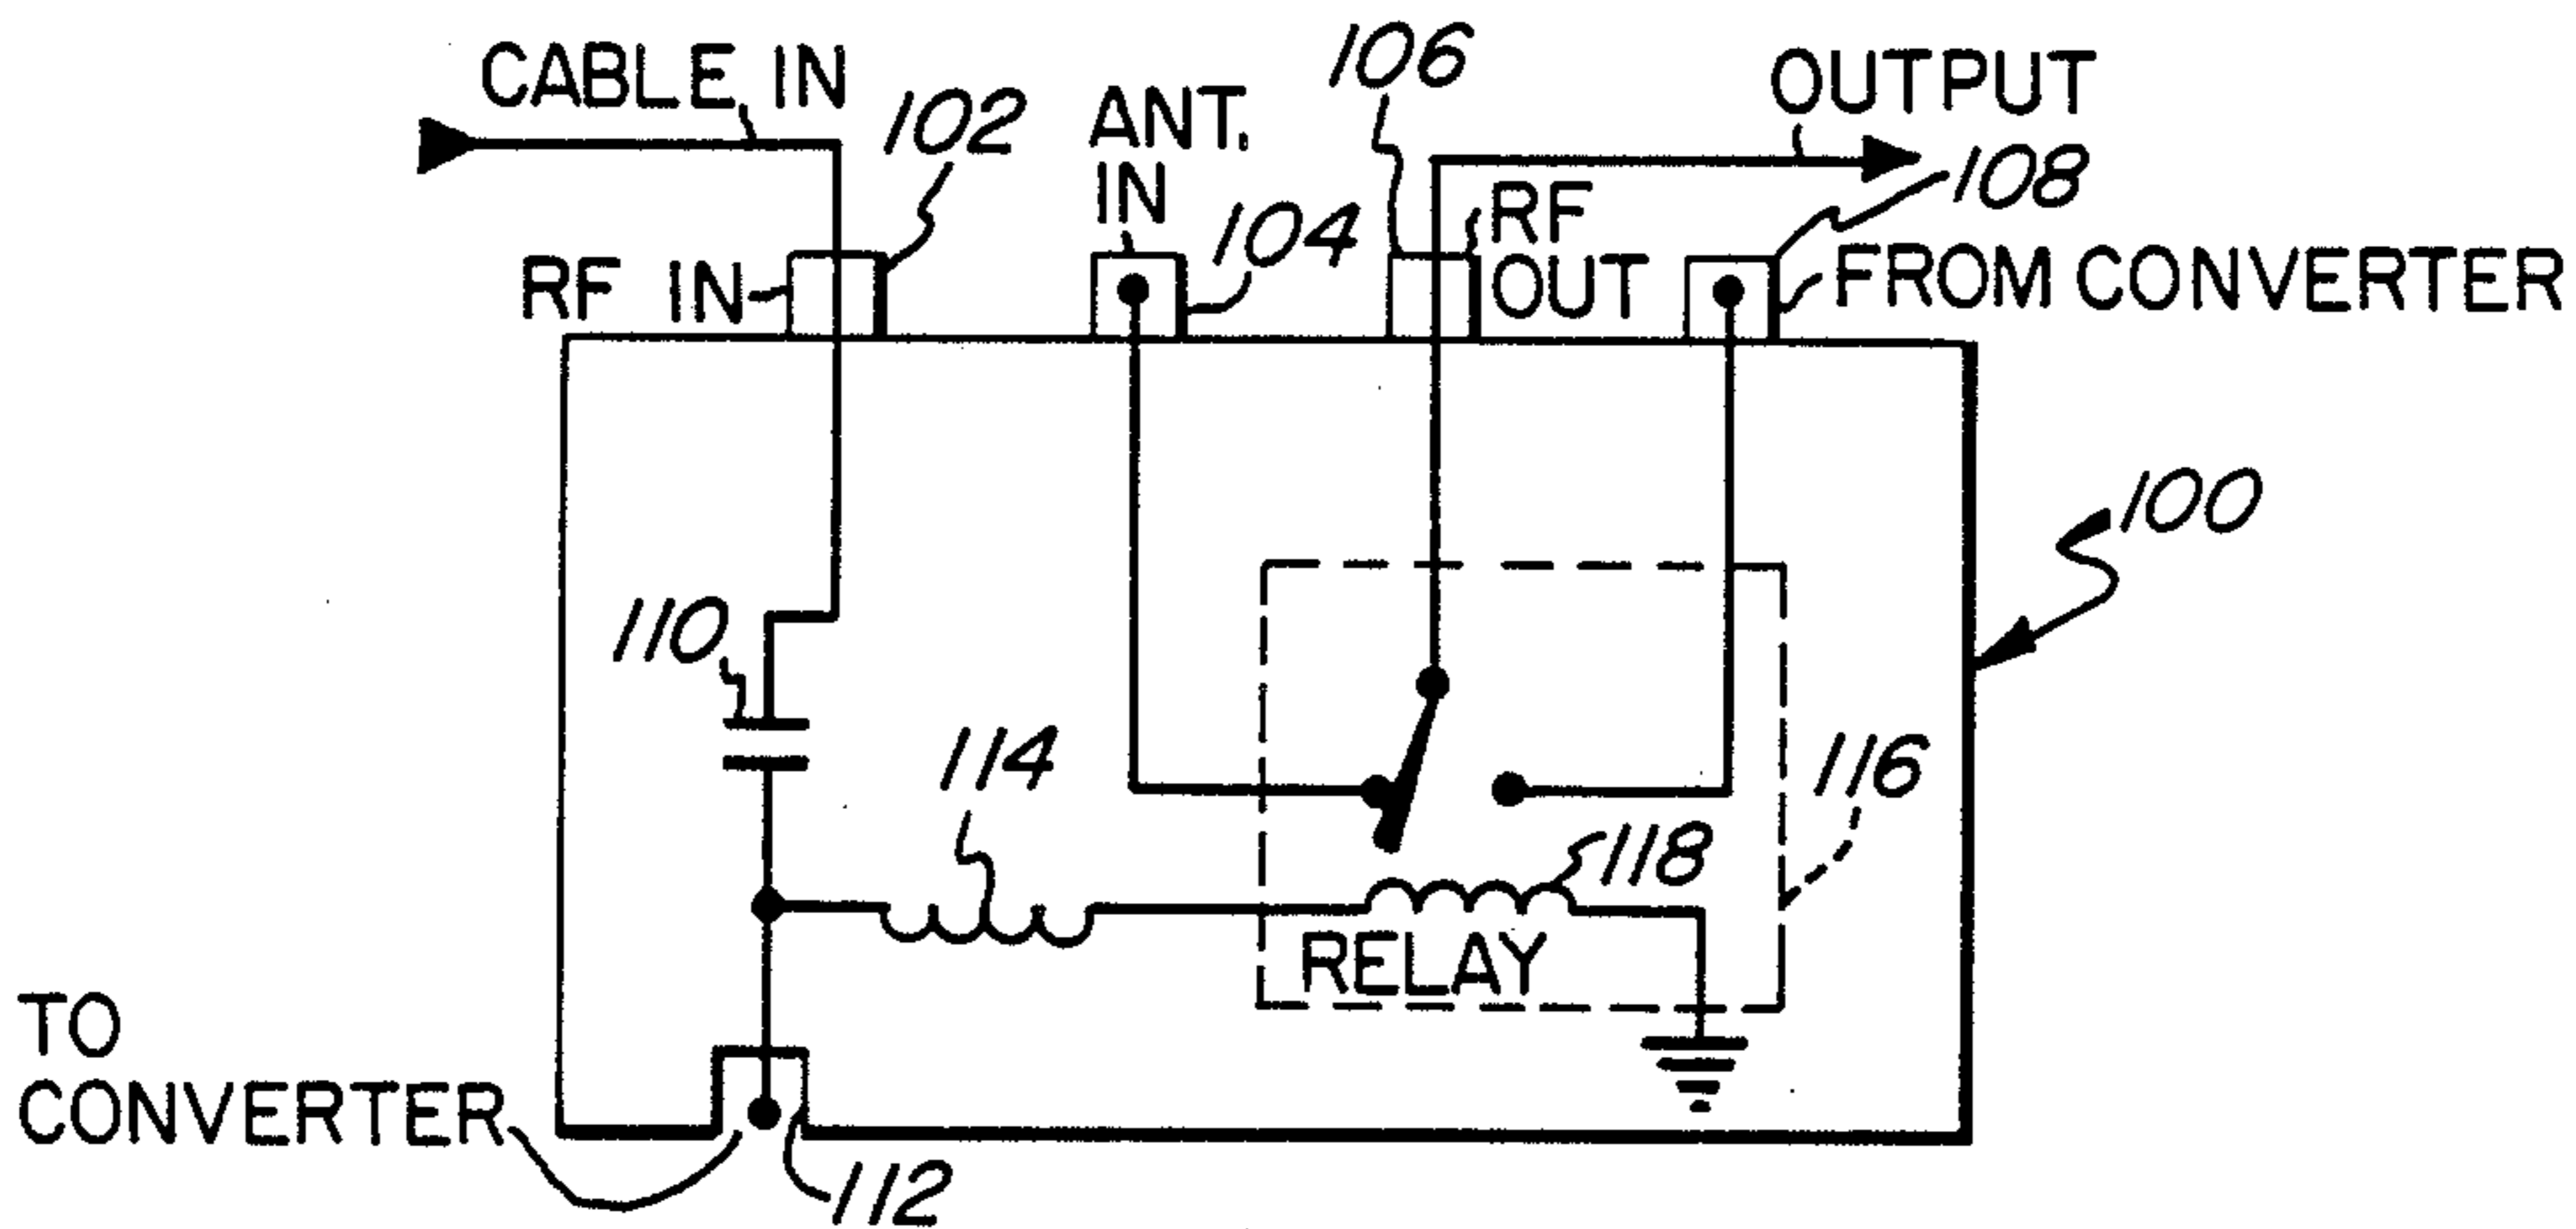 CABLE IN
102
ANT.
IN
104
106
OUTPUT
108
RF IN
RF
OUT
FROM CONVERTER
100
110
114
116
118
RELAY
TO
CONVERTER
112